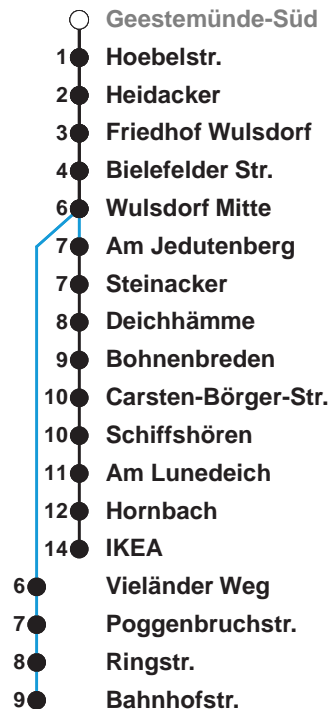 Geestemünde-Süd
1 Hoebelstr.
2 Heidacker
3 Friedhof Wulsdorf
4 Bielefelder Str.
6 Wulsdorf Mitte
7 Am Jedutenberg
7 Steinacker
8 Deichhämme
9 Bohnenbreden
10 Carsten-Börger-Str.
10 Schiffshören
11 Am Lunedeich
12 Hornbach
14 IKEA
6 Vieländer Weg
7 Poggenbruchstr.
8 Ringstr.
9 Bahnhofstr.